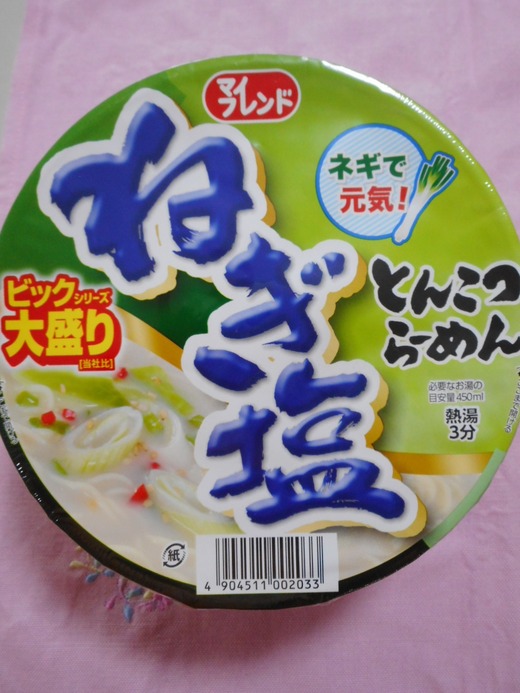 マイ
フレンド
ネギで
元気!
ねぎ塩
とんこつ
らーめん
ビックシリーズ
大盛り
[当社比]
必要なお湯の
目安量450ml
熱湯
3分
紙
4 904511 002033